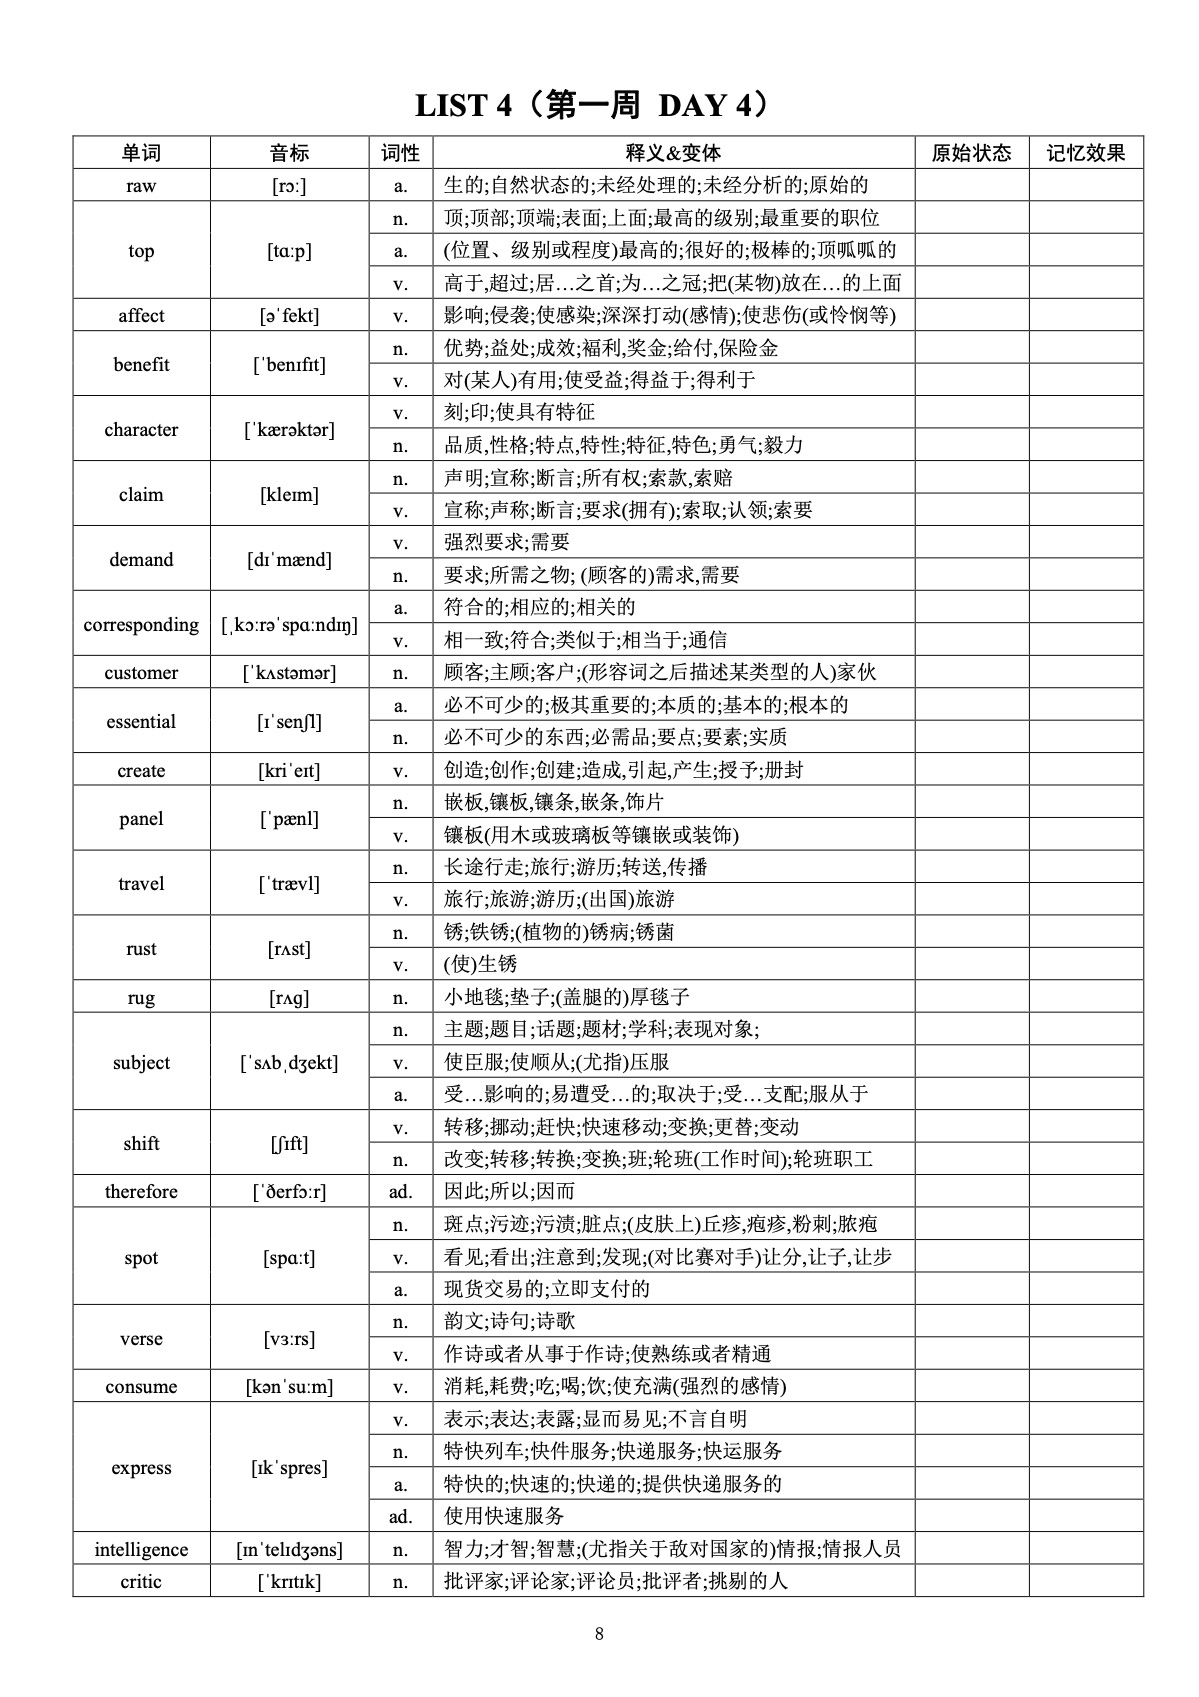 LIST 4（第一周 DAY 4）
单词 音标 词性 释义&变体 原始状态 记忆效果
raw [rɔː] a. 生的;自然状态的;未经处理的;未经分析的;原始的
n. 顶;顶部;顶端;表面;上面;最高的级别;最重要的职位
top [tɑːp] a. (位置、级别或程度)最高的;很好的;极棒的;顶呱呱的
v. 高于,超过;居…之首;为…之冠;把(某物)放在…的上面
affect [əˈfekt] v. 影响;侵袭;使感染;深深打动(感情);使悲伤(或怜悯等)
benefit [ˈbenɪfɪt] n. 优势;益处;成效;福利,奖金;给付,保险金
v. 对(某人)有用;使受益;得益于;得利于
character [ˈkærəktər] v. 刻;印;使具有特征
n. 品质,性格;特点,特性;特征,特色;勇气;毅力
claim [kleɪm] n. 声明;宣称;断言;所有权;索款,索赔
v. 宣称;声称;断言;要求(拥有);索取;认领;索要
demand [dɪˈmænd] v. 强烈要求;需要
n. 要求;所需之物; (顾客的)需求,需要
corresponding [ˌkɔːrəˈspɑːndɪŋ] a. 符合的;相应的;相关的
v. 相一致;符合;类似于;相当于;通信
customer [ˈkʌstəmər] n. 顾客;主顾;客户;(形容词之后描述某类型的人)家伙
essential [ɪˈsenʃl] a. 必不可少的;极其重要的;本质的;基本的;根本的
n. 必不可少的东西;必需品;要点;要素;实质
create [kriˈeɪt] v. 创造;创作;创建;造成,引起,产生;授予;册封
panel [ˈpænl] n. 嵌板,镶板,镶条,嵌条,饰片
v. 镶板(用木或玻璃板等镶嵌或装饰)
travel [ˈtrævl] n. 长途行走;旅行;游历;转送,传播
v. 旅行;旅游;游历;(出国)旅游
rust [rʌst] n. 锈;铁锈;(植物的)锈病;锈菌
v. (使)生锈
rug [rʌɡ] n. 小地毯;垫子;(盖腿的)厚毯子
n. 主题;题目;话题;题材;学科;表现对象;
subject [ˈsʌbˌdʒekt] v. 使臣服;使顺从;(尤指)压服
a. 受…影响的;易遭受…的;取决于;受…支配;服从于
shift [ʃɪft] v. 转移;挪动;赶快;快速移动;变换;更替;变动
n. 改变;转移;转换;变换;班;轮班(工作时间);轮班职工
therefore [ˈðerfɔːr] ad. 因此;所以;因而
n. 斑点;污迹;污渍;脏点;(皮肤上)丘疹,疱疹,粉刺;脓疱
spot [spɑːt] v. 看见;看出;注意到;发现;(对比赛对手)让分,让子,让步
a. 现货交易的;立即支付的
verse [vɜːrs] n. 韵文;诗句;诗歌
v. 作诗或者从事于作诗;使熟练或者精通
consume [kənˈsuːm] v. 消耗,耗费;吃;喝;饮;使充满(强烈的感情)
express [ɪkˈspres] v. 表示;表达;表露;显而易见;不言自明
n. 特快列车;快件服务;快递服务;快运服务
a. 特快的;快速的;快递的;提供快递服务的
ad. 使用快速服务
intelligence [ɪnˈtelɪdʒəns] n. 智力;才智;智慧;(尤指关于敌对国家的)情报;情报人员
critic [ˈkrɪtɪk] n. 批评家;评论家;评论员;批评者;挑剔的人
8